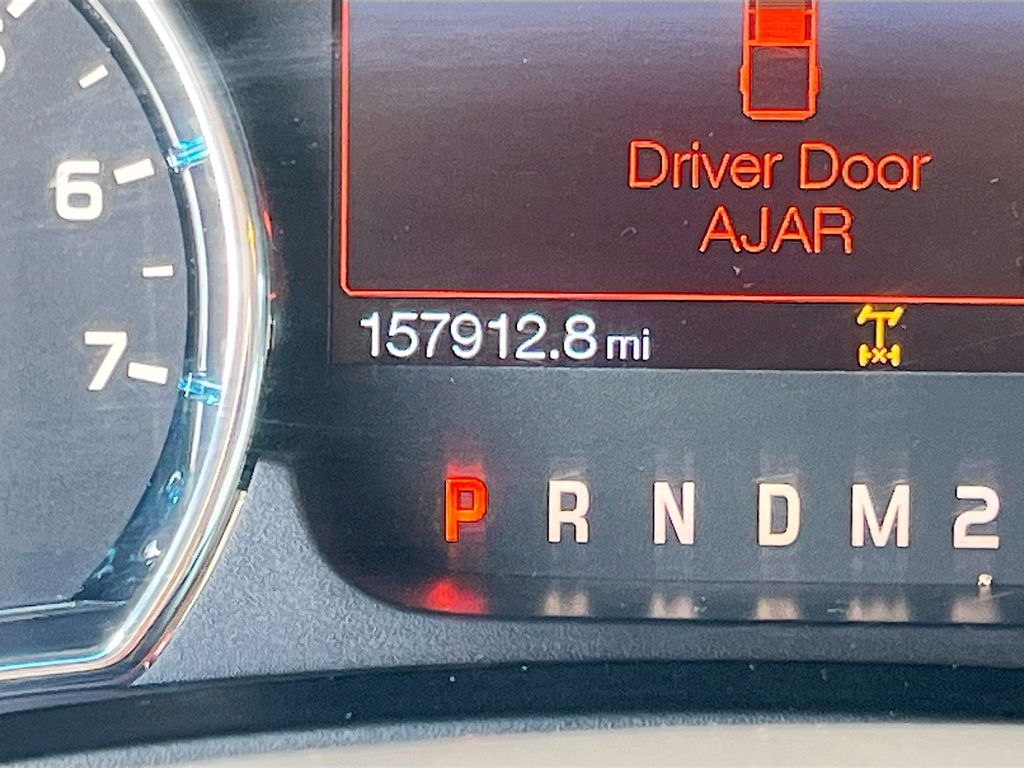 6
7
Driver Door
AJAR
157912.8 mi
P R N D M 2